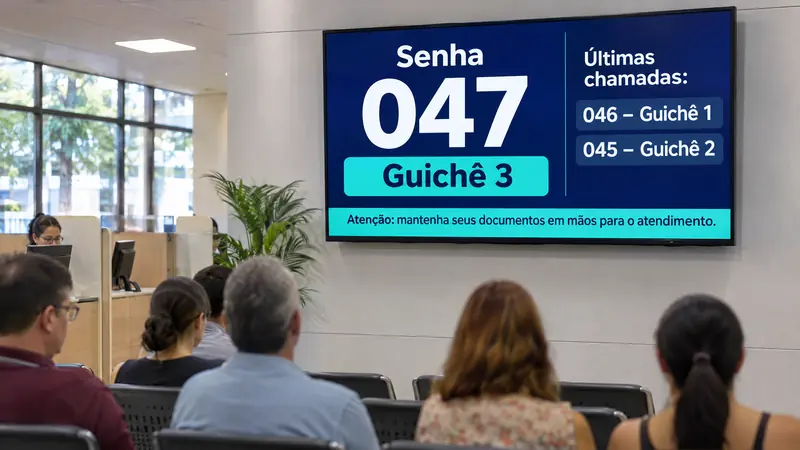 Senha
047
Guichê 3
Últimas
chamadas:
046 – Guichê 1
045 – Guichê 2
Atenção: mantenha seus documentos em mãos para o atendimento.